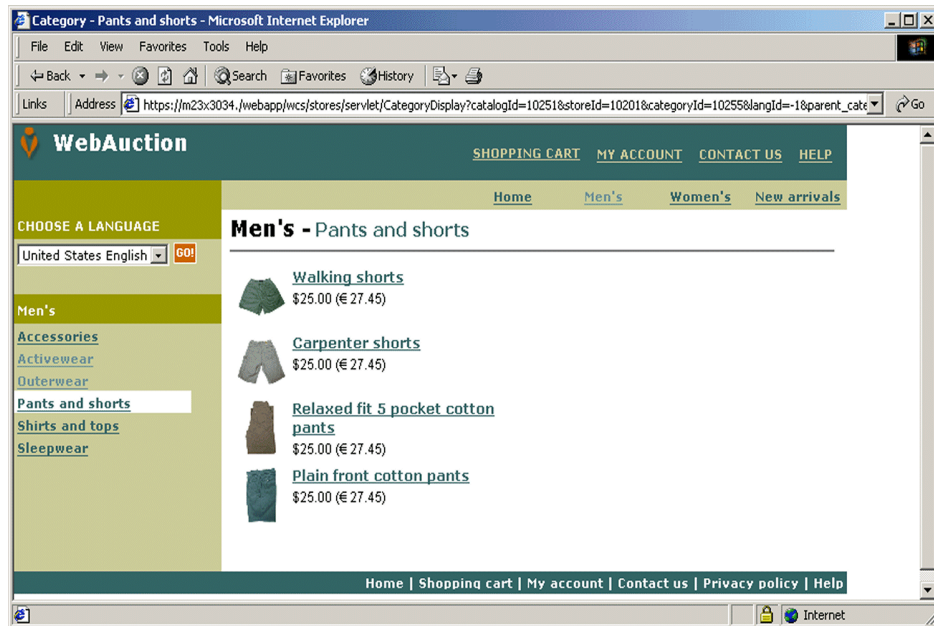 Category - Pants and shorts - Microsoft Internet Explorer
File Edit View Favorites Tools Help
Back Search Favorites History
Links Address https://m23x3034./webapp/wcs/stores/servlet/CategoryDisplay?catalogId=10251&storeId=10201&categoryId=10255&langId=-1&parent_cate Go
WebAuction
SHOPPING CART MY ACCOUNT CONTACT US HELP
Home Men's Women's New arrivals
CHOOSE A LANGUAGE
United States English GO!
Men's
Accessories
Activewear
Outerwear
Pants and shorts
Shirts and tops
Sleepwear
Men's - Pants and shorts
Walking shorts
$25.00 (€ 27.45)
Carpenter shorts
$25.00 (€ 27.45)
Relaxed fit 5 pocket cotton
pants
$25.00 (€ 27.45)
Plain front cotton pants
$25.00 (€ 27.45)
Home | Shopping cart | My account | Contact us | Privacy policy | Help
Internet